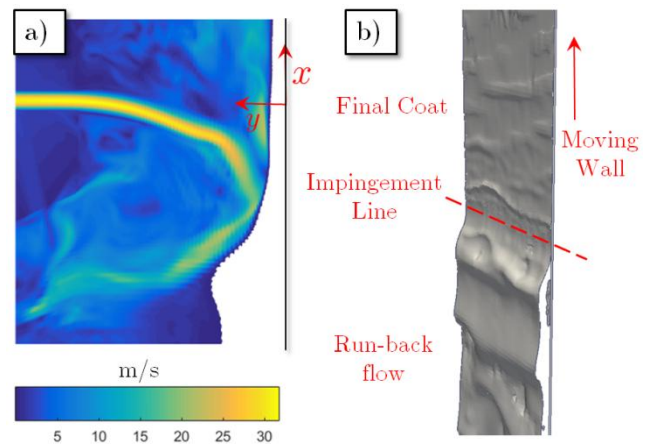 a)
x
y
m/s
5 10 15 20 25 30
b)
Final Coat
Moving
Wall
Impingement
Line
Run-back
flow